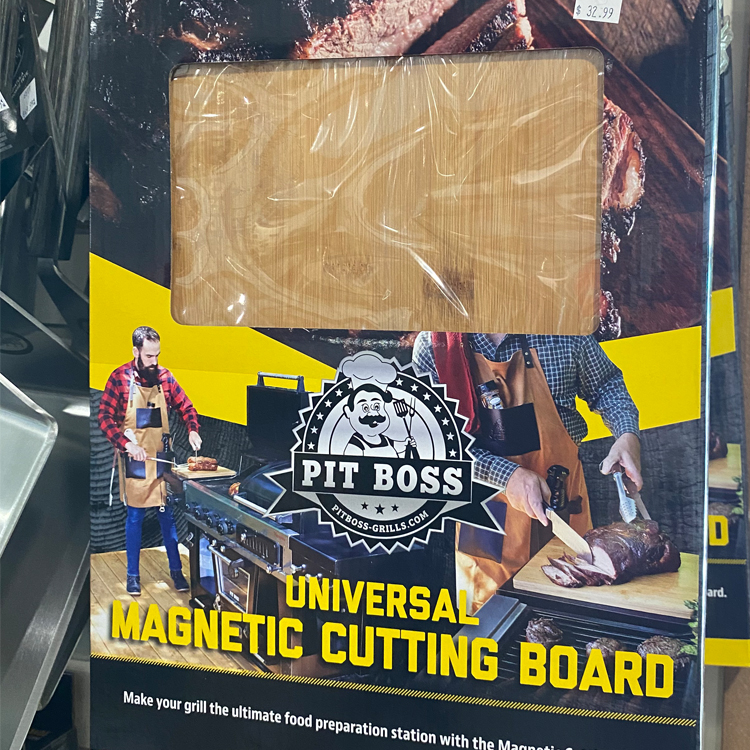 $ 32.99
PIT BOSS
PITBOSS-GRILLS.COM
UNIVERSAL
MAGNETIC CUTTING BOARD
Make your grill the ultimate food preparation station with the Magnetic
D
ard.